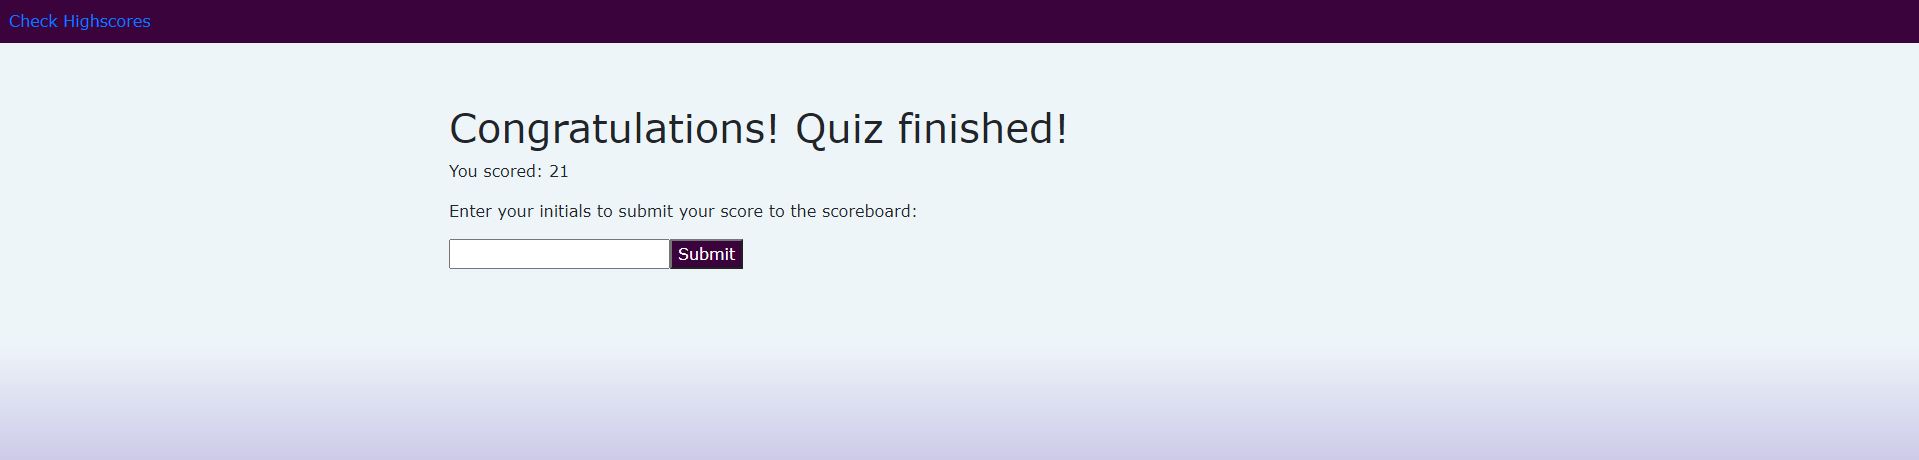 Check Highscores
Congratulations! Quiz finished!
You scored: 21
Enter your initials to submit your score to the scoreboard:
Submit